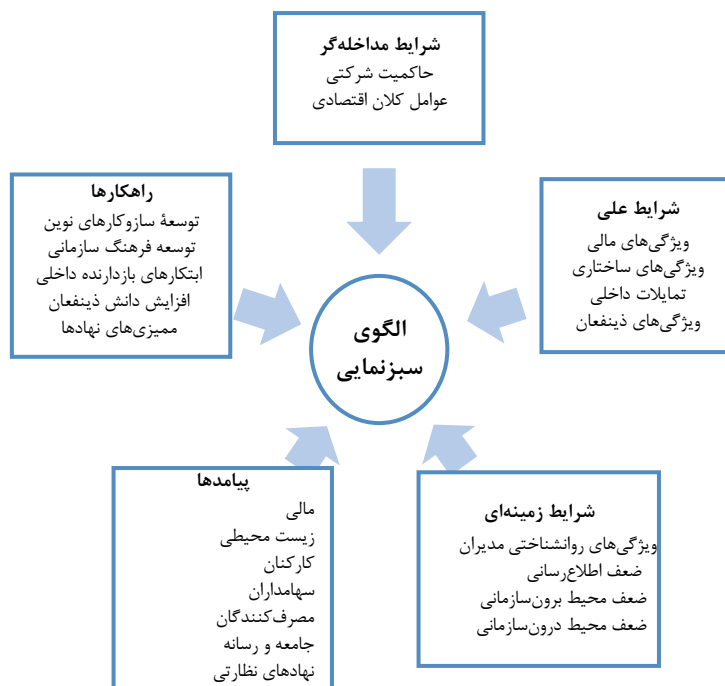 شرایط مداخله‌گر
حاکمیت شرکتی
عوامل کلان اقتصادی
شرایط علی
ویژگی‌های مالی
ویژگی‌های ساختاری
تمایلات داخلی
ویژگی‌های ذینفعان
راهکارها
توسعهٔ سازوکارهای نوین
توسعه فرهنگ سازمانی
ابتکارهای بازدارنده داخلی
افزایش دانش ذینفعان
ممیزی‌های نهادها
الگوی
سبزنمایی
شرایط زمینه‌ای
ویژگی‌های روانشناختی مدیران
ضعف اطلاع‌رسانی
ضعف محیط برون‌سازمانی
ضعف محیط درون‌سازمانی
پیامدها
مالی
زیست محیطی
کارکنان
سهامداران
مصرف‌کنندگان
جامعه و رسانه
نهادهای نظارتی